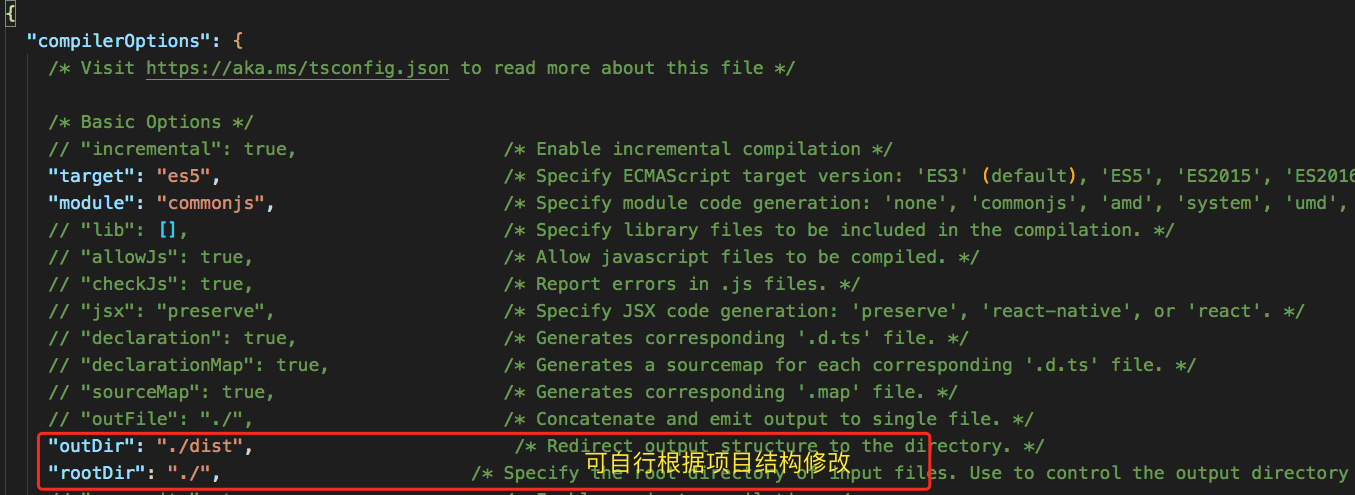 {
"compilerOptions": {
/* Visit https://aka.ms/tsconfig.json to read more about this file */
/* Basic Options */
// "incremental": true, /* Enable incremental compilation */
"target": "es5", /* Specify ECMAScript target version: 'ES3' (default), 'ES5', 'ES2015', 'ES2016
"module": "commonjs", /* Specify module code generation: 'none', 'commonjs', 'amd', 'system', 'umd',
// "lib": [], /* Specify library files to be included in the compilation. */
// "allowJs": true, /* Allow javascript files to be compiled. */
// "checkJs": true, /* Report errors in .js files. */
// "jsx": "preserve", /* Specify JSX code generation: 'preserve', 'react-native', or 'react'. */
// "declaration": true, /* Generates corresponding '.d.ts' file. */
// "declarationMap": true, /* Generates a sourcemap for each corresponding '.d.ts' file. */
// "sourceMap": true, /* Generates corresponding '.map' file. */
// "outFile": "./", /* Concatenate and emit output to single file. */
"outDir": "./dist", /* Redirect output structure to the directory. */
可自行根据项目结构修改
"rootDir": "./", /* Specify the root directory of input files. Use to control the output directory